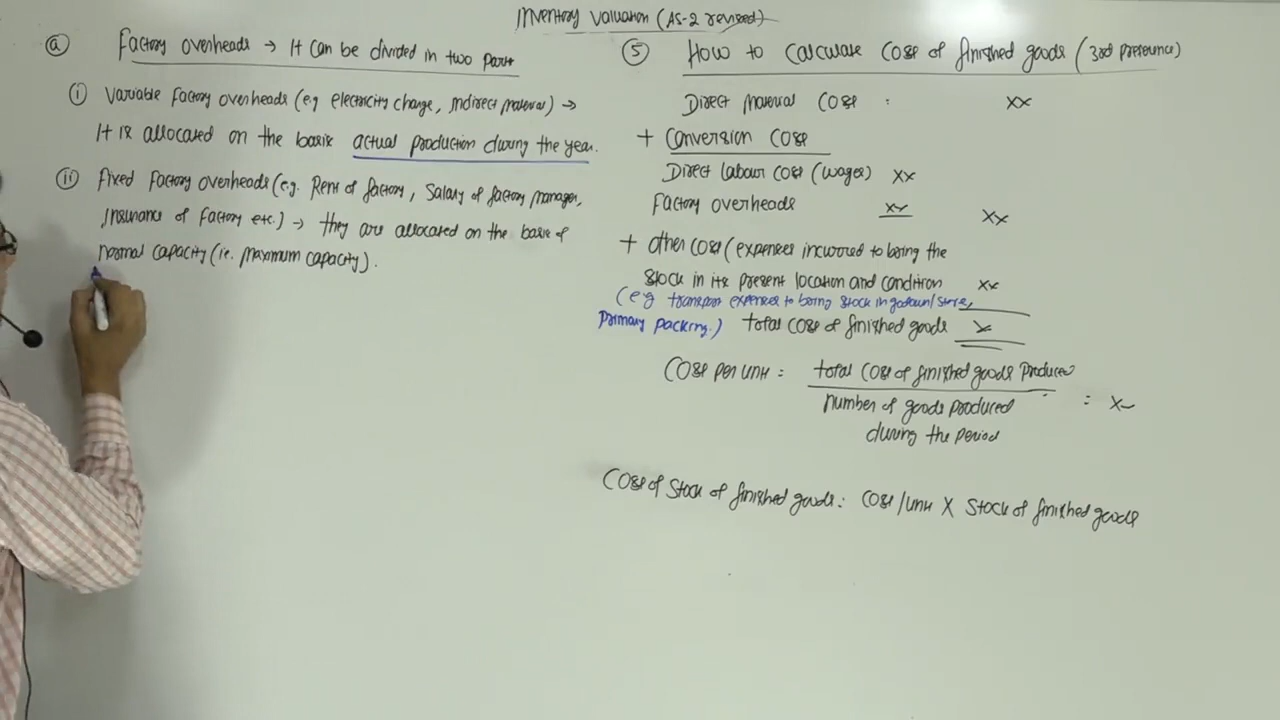 Inventory Valuation (AS-2 revised)
(a) Factory overheads → It can be divided in two part
(i) Variable Factory overheads (e.g electricity charge, Indirect material) →
It is allocated on the basis actual production during the year.
(ii) Fixed Factory overheads (e.g. Rent of factory, Salary of factory manager,
Insurance of factory etc.) → they are allocated on the basis of
normal capacity (i.e. maximum capacity).
(5) How to calculate cost of finished goods (3rd preference)
Direct Material cost : xx
+ Conversion cost
Direct labour cost (wages) xx
Factory overheads xx xx
+ other cost (expenses incurred to bring the
stock in its present location and condition xx
(e.g transport expenses to being stock in godown/store,
primary packing.) total cost of finished goods x
Cost per unit = total cost of finished goods produced
number of goods produced = x
during the period
Cost of stock of finished goods : cost/unit X stock of finished goods